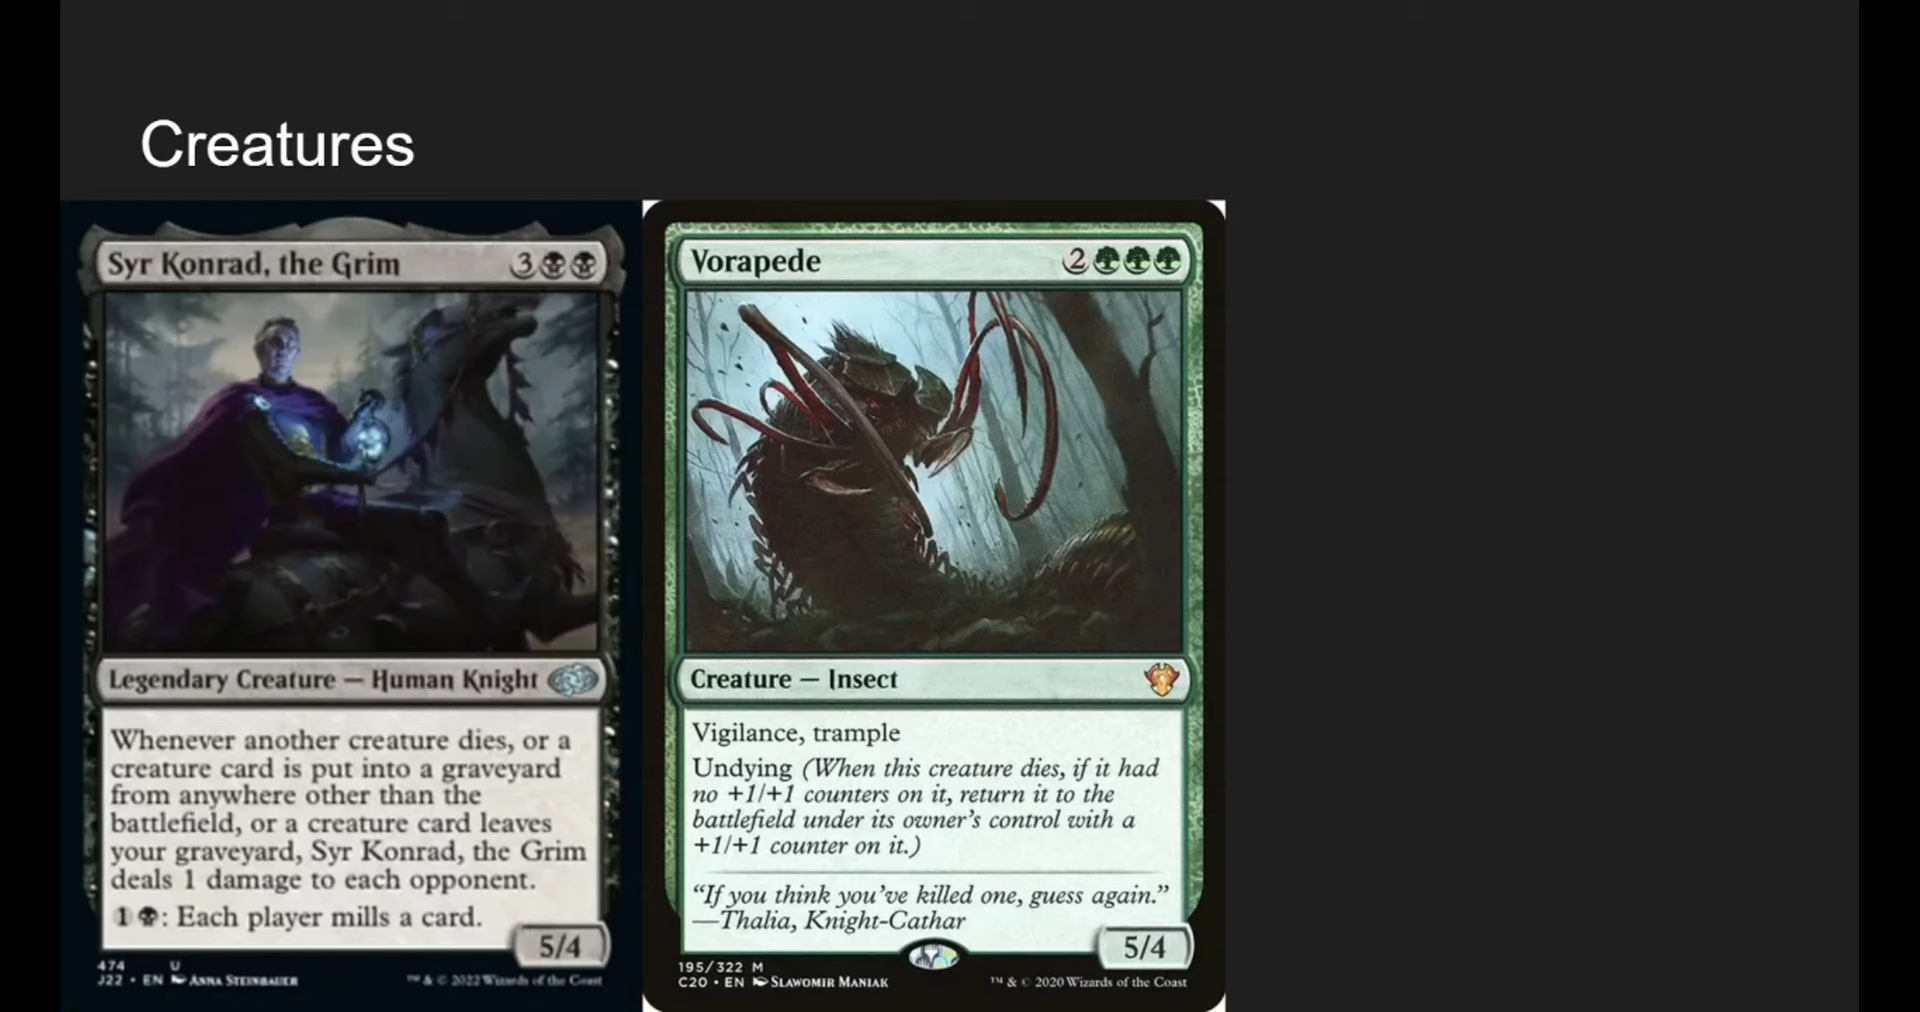 Creatures
Syr Konrad, the Grim 3
Legendary Creature — Human Knight
Whenever another creature dies, or a
creature card is put into a graveyard
from anywhere other than the
battlefield, or a creature card leaves
your graveyard, Syr Konrad, the Grim
deals 1 damage to each opponent.
1 : Each player mills a card.
5/4
474 U
J22 • EN Anna Steinbauer
™ & © 2022 Wizards of the Coast
Vorapede 2
Creature — Insect
Vigilance, trample
Undying (When this creature dies, if it had
no +1/+1 counters on it, return it to the
battlefield under its owner's control with a
+1/+1 counter on it.)
“If you think you've killed one, guess again.”
—Thalia, Knight-Cathar
5/4
195/322 M
C20 • EN Slawomir Maniak
™ & © 2020 Wizards of the Coast